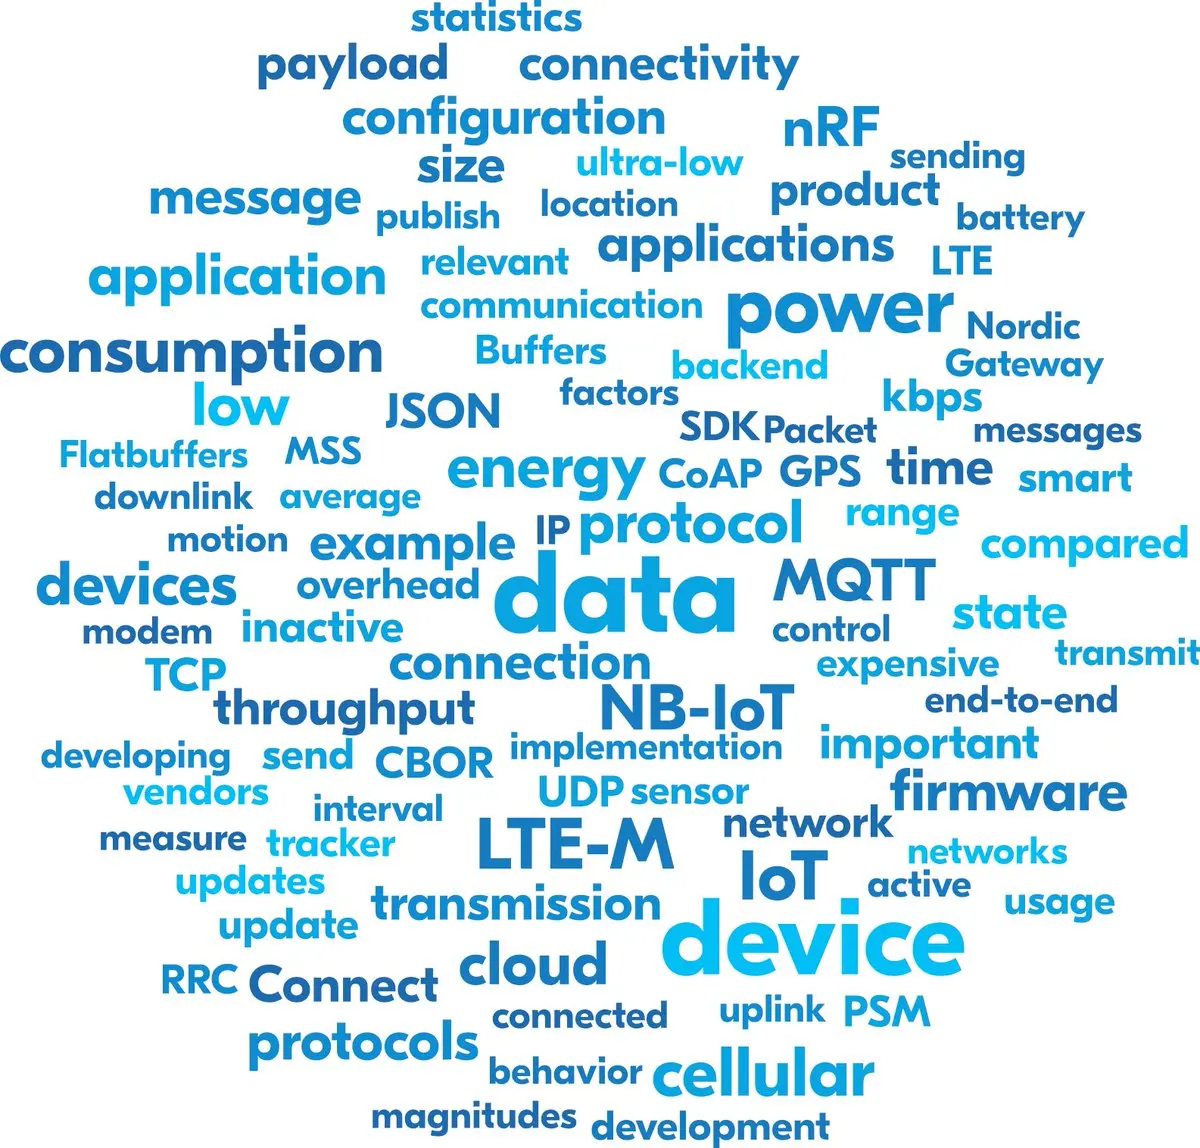 statistics
payload connectivity
configuration nRF
size ultra-low sending
message publish location product battery
application relevant applications LTE
communication power Nordic
consumption Buffers backend Gateway
low JSON factors kbps
Flatbuffers MSS SDK Packet messages
energy CoAP GPS time smart
downlink average range
motion example IP protocol compared
devices overhead data MQTT state
modem inactive control
TCP connection expensive transmit
throughput NB-IoT end-to-end
developing send CBOR implementation important
vendors interval UDP sensor firmware
measure tracker LTE-M network networks
updates IoT active usage
update transmission device
RRC Connect cloud
connected uplink PSM
protocols behavior cellular
magnitudes development